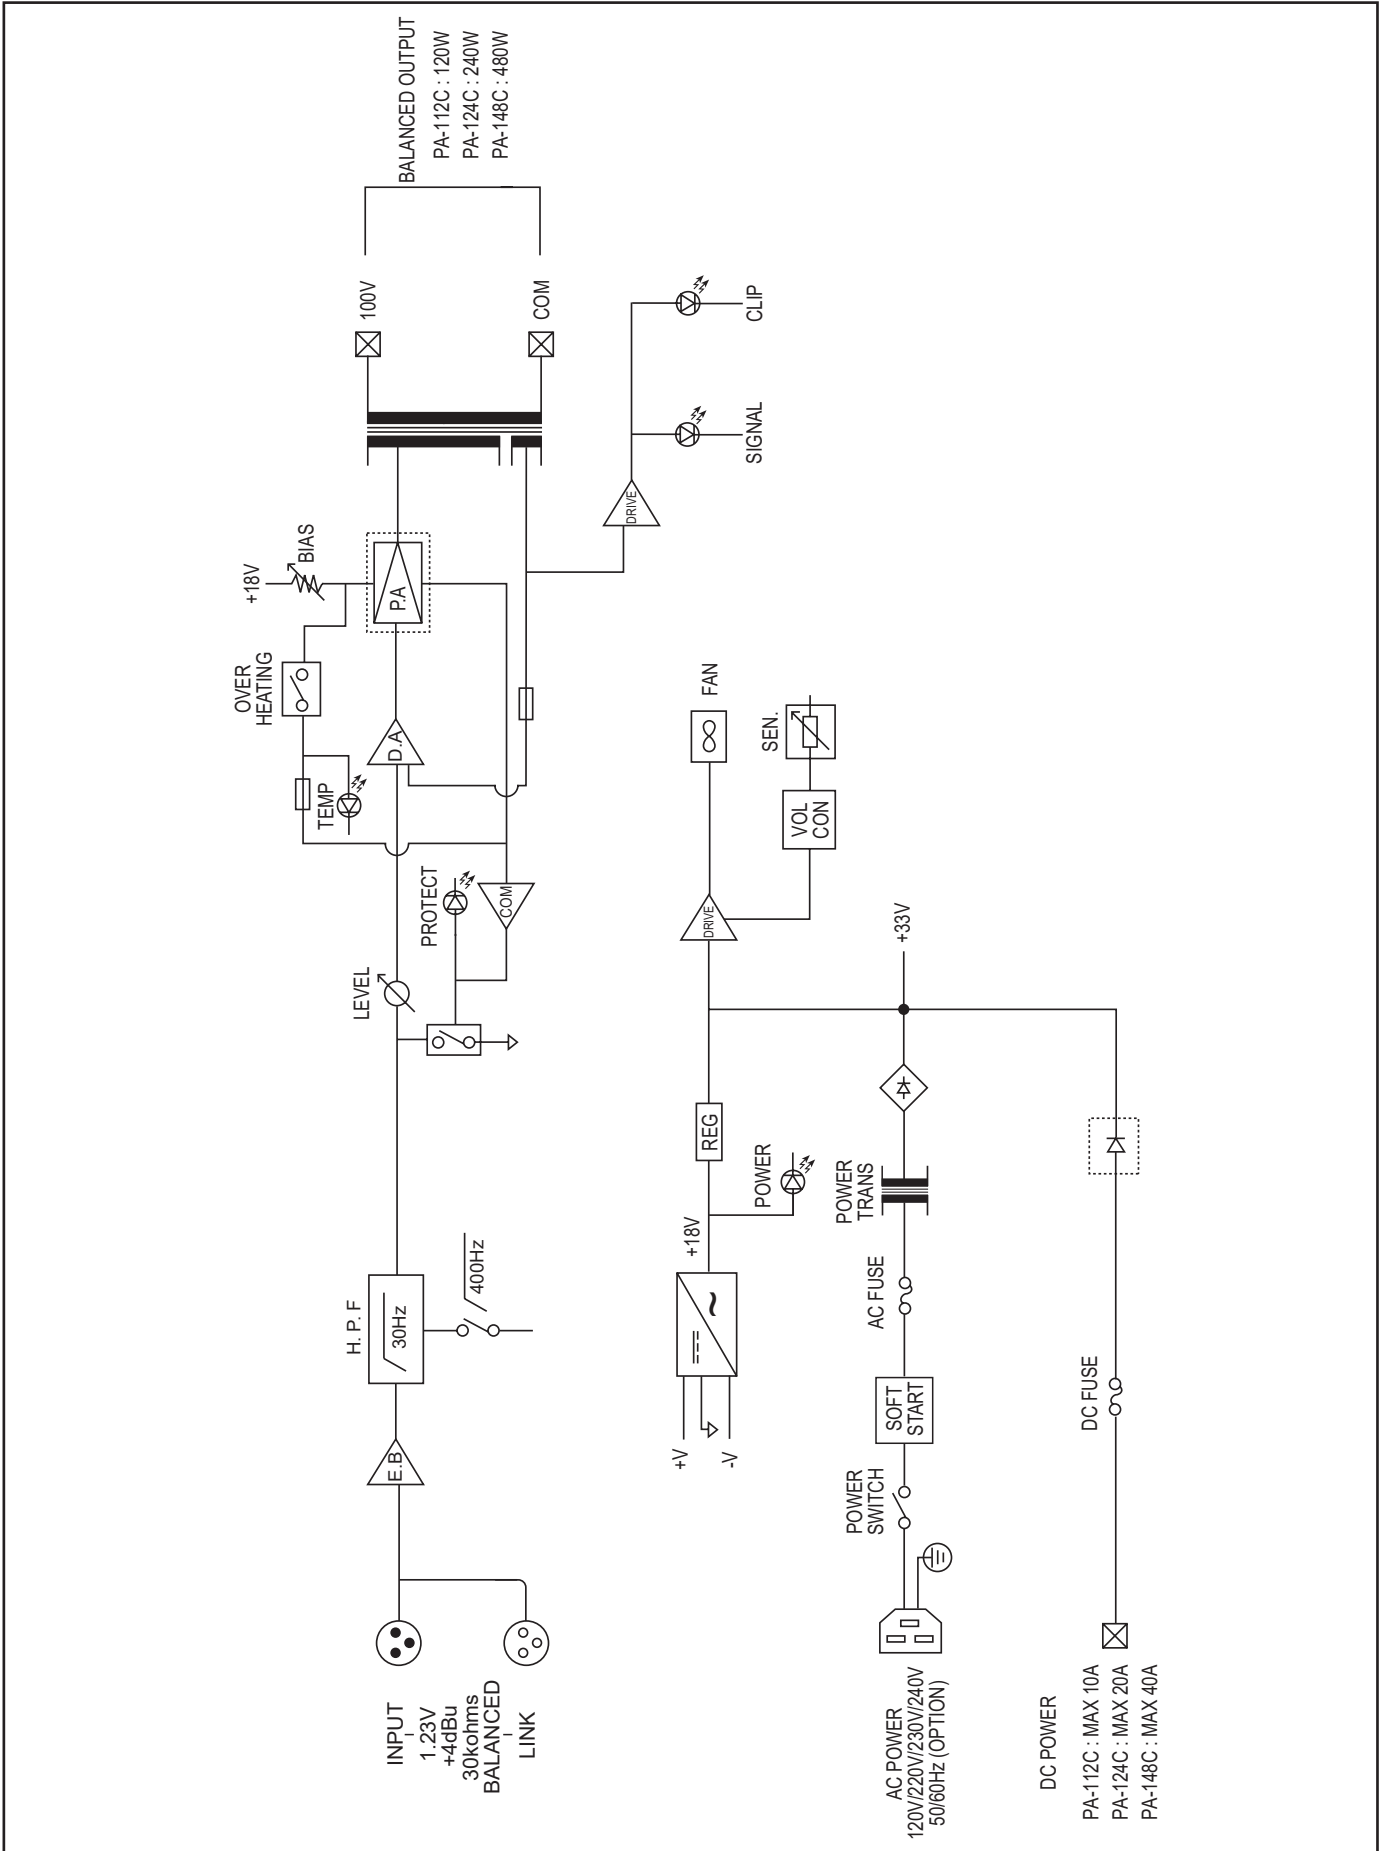 INPUT
1.23V
+4dBu
30kohms
BALANCED
LINK
E.B
H. P. F
30Hz
400Hz
LEVEL
PROTECT
COM
TEMP
OVER
HEATING
D.A
+18V
BIAS
P.A
100V
COM
BALANCED OUTPUT
PA-112C : 120W
PA-124C : 240W
PA-148C : 480W
DRIVE
SIGNAL
CLIP
+V
-V
+18V
POWER
REG
DRIVE
FAN
VOL
CON
SEN.
AC POWER
120V/220V/230V/240V
50/60Hz (OPTION)
POWER
SWITCH
SOFT
START
AC FUSE
POWER
TRANS
+33V
DC POWER
PA-112C : MAX 10A
PA-124C : MAX 20A
PA-148C : MAX 40A
DC FUSE